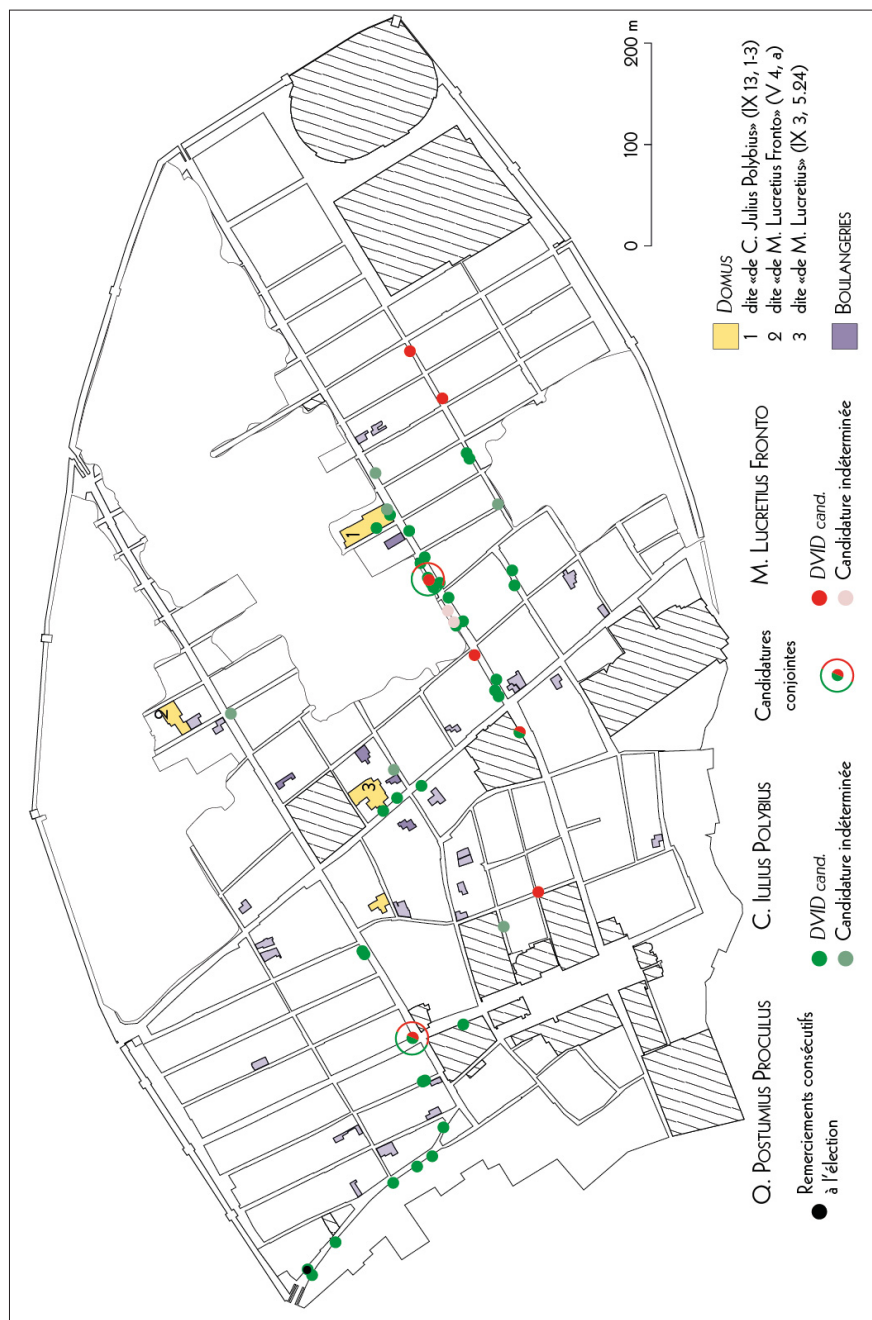 1
2
3
0 100 200 m
Q. POSTUMUS PROCULUS
Remerciements consécutifs
à l'élection
C. IULIUS POLYBIUS
DVID cand.
Candidature indéterminée
Candidatures
conjointes
M. LUCRETIUS FRONTO
DVID cand.
Candidature indéterminée
DOMUS
1 dite «de C. Julius Polybius» (IX 13, 1-3)
2 dite «de M. Lucretius Fronto» (V 4, a)
3 dite «de M. Lucretius» (IX 3, 5.24)
BOULANGERIES